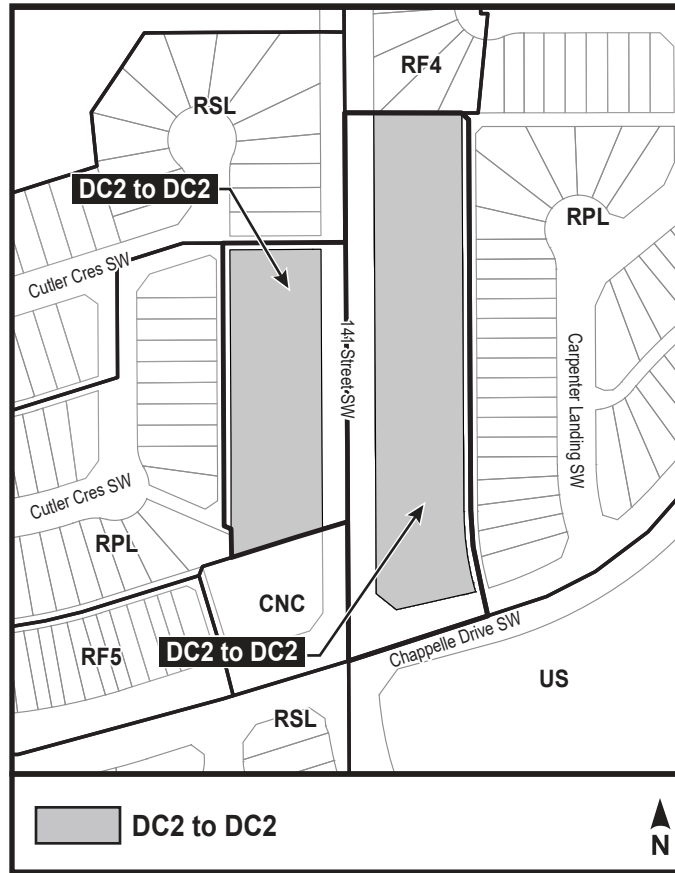 RF4
RSL
DC2 to DC2
RPL
Cutler Cres SW
141 Street SW
Carpenter Landing SW
Cutler Cres SW
RPL
CNC
RF5
DC2 to DC2
Chappelle Drive SW
US
RSL
DC2 to DC2
N